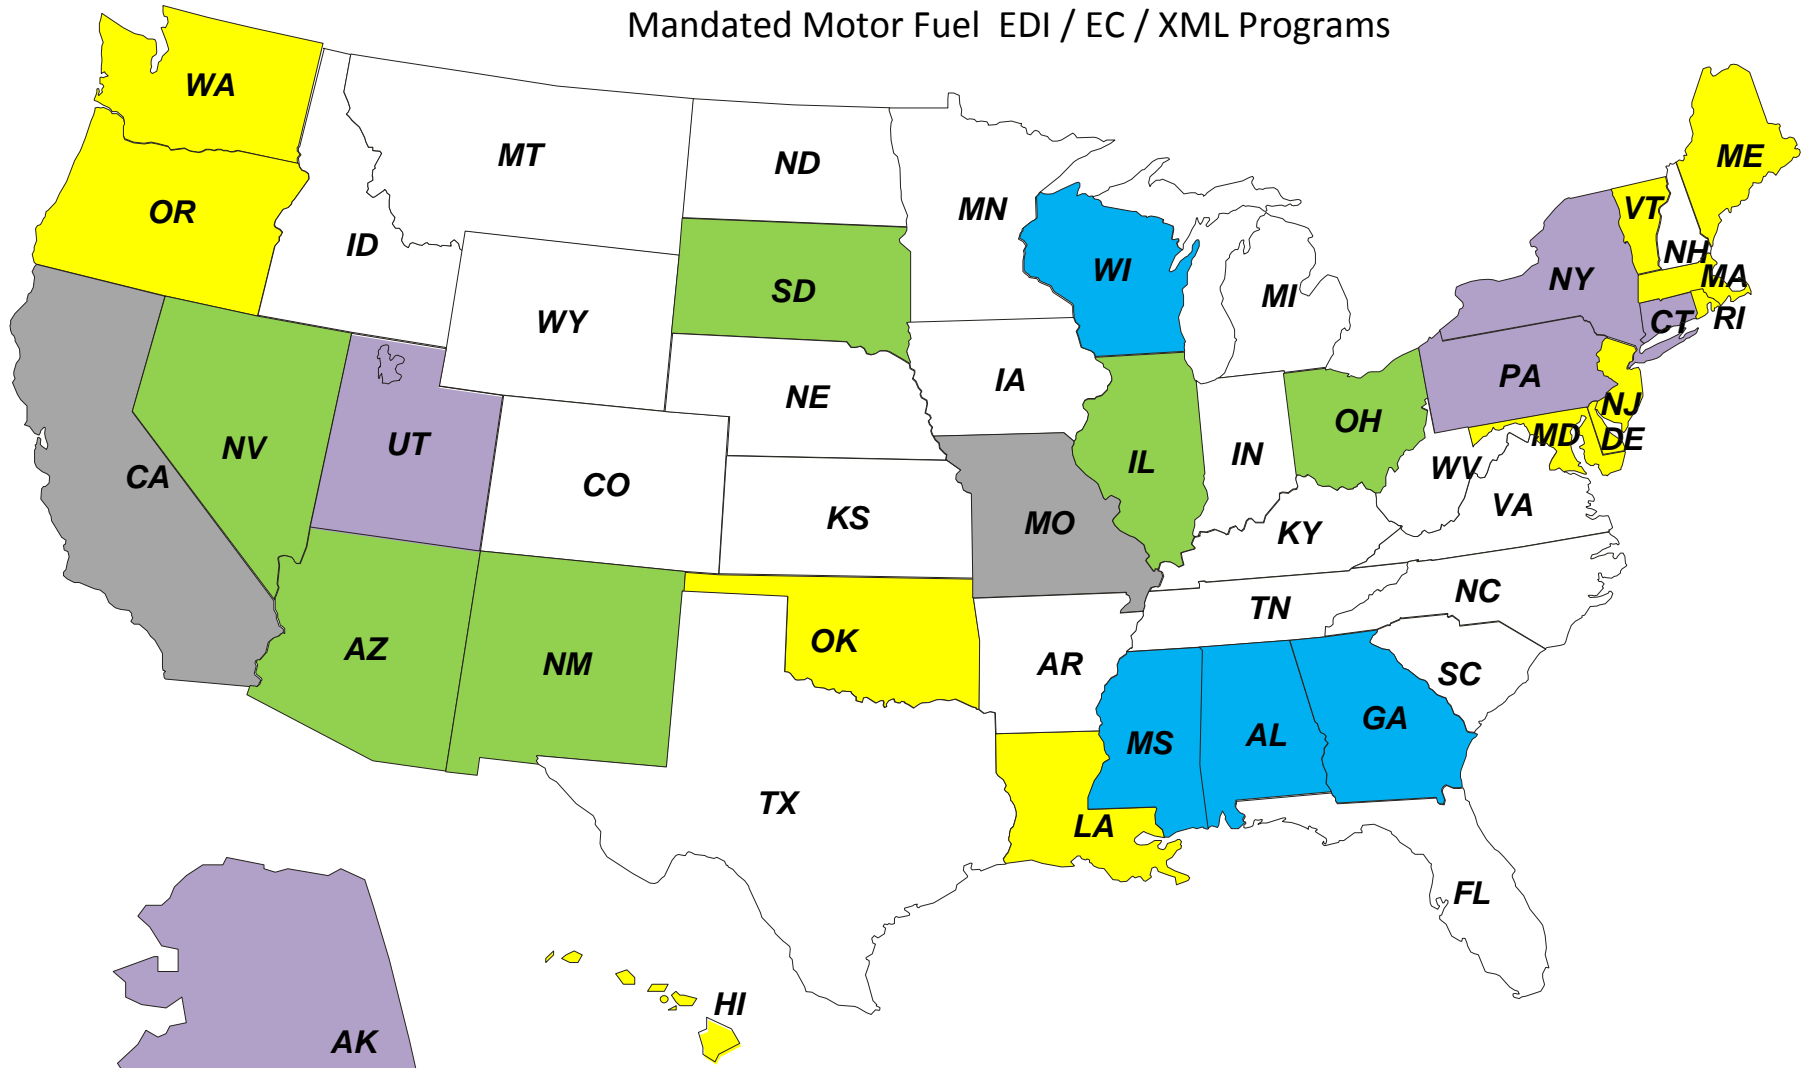 Mandated Motor Fuel EDI / EC / XML Programs
WA
MT
ND
ME
OR
MN
VT
ID
NH
WI
NY
MA
SD
MI
WY
CT
RI
IA
PA
NE
NJ
OH
MD
DE
NV
UT
IN
IL
WV
CA
CO
VA
KS
MO
KY
NC
TN
AZ
OK
NM
AR
SC
GA
AL
MS
TX
LA
FL
HI
AK